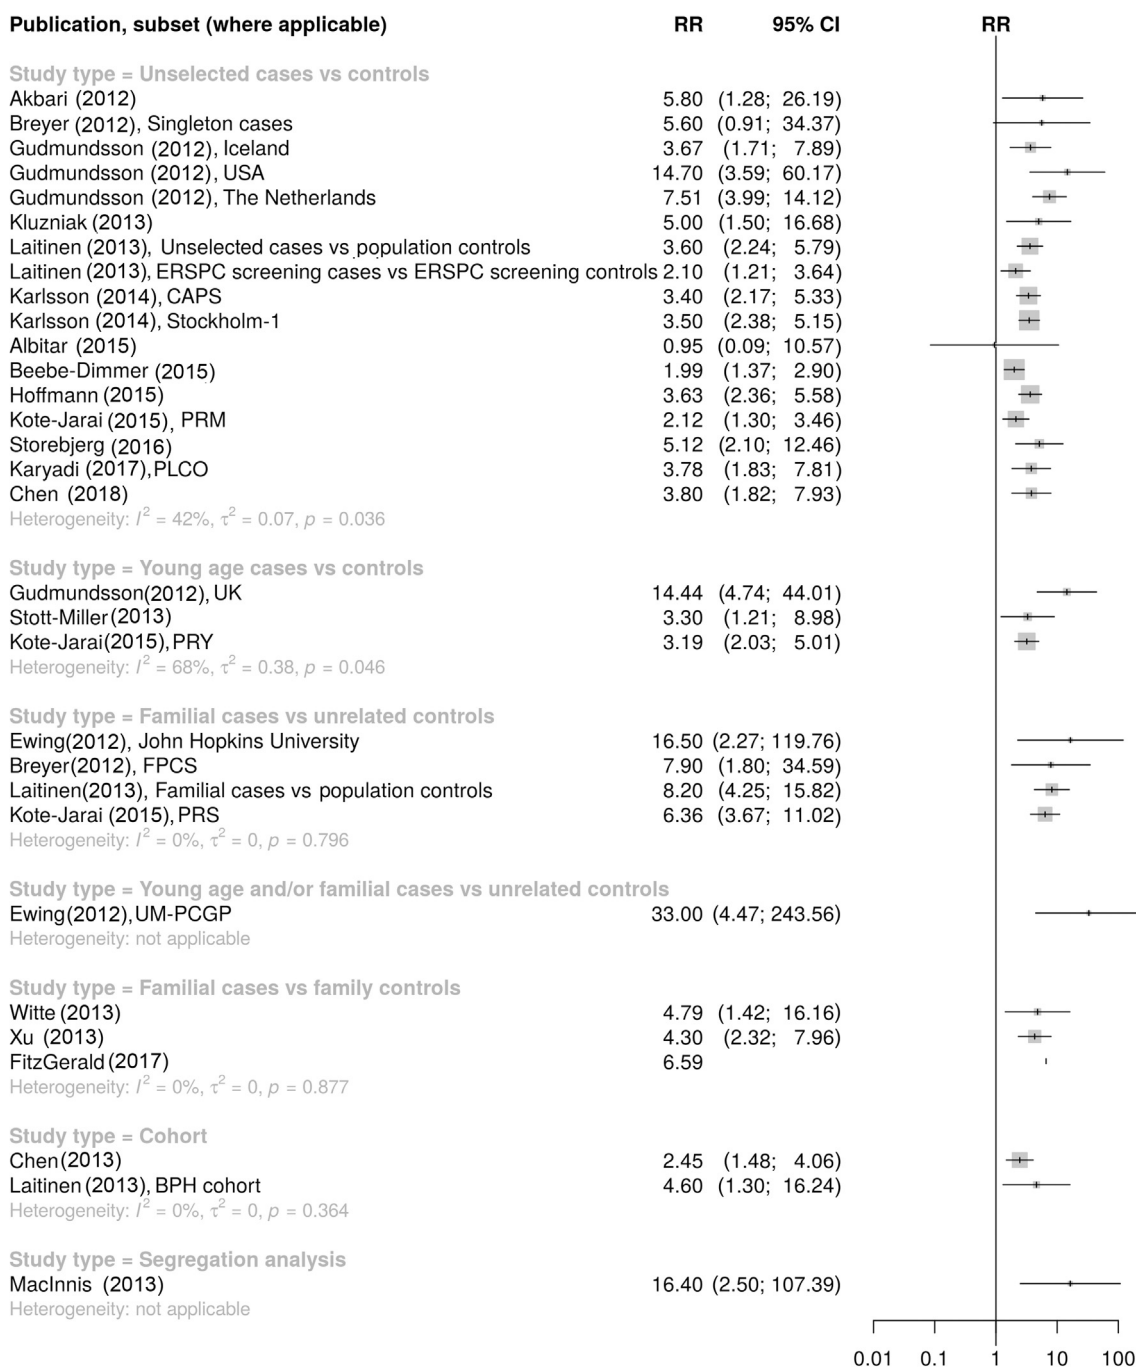 Publication, subset (where applicable) RR 95% CI RR
Study type = Unselected cases vs controls
Akbari (2012) 5.80 (1.28; 26.19)
Breyer (2012), Singleton cases 5.60 (0.91; 34.37)
Gudmundsson (2012), Iceland 3.67 (1.71; 7.89)
Gudmundsson (2012), USA 14.70 (3.59; 60.17)
Gudmundsson (2012), The Netherlands 7.51 (3.99; 14.12)
Kluzniak (2013) 5.00 (1.50; 16.68)
Laitinen (2013), Unselected cases vs population controls 3.60 (2.24; 5.79)
Laitinen (2013), ERSPC screening cases vs ERSPC screening controls 2.10 (1.21; 3.64)
Karlsson (2014), CAPS 3.40 (2.17; 5.33)
Karlsson (2014), Stockholm-1 3.50 (2.38; 5.15)
Albitar (2015) 0.95 (0.09; 10.57)
Beebe-Dimmer (2015) 1.99 (1.37; 2.90)
Hoffmann (2015) 3.63 (2.36; 5.58)
Kote-Jarai (2015), PRM 2.12 (1.30; 3.46)
Storebjerg (2016) 5.12 (2.10; 12.46)
Karyadi (2017),PLCO 3.78 (1.83; 7.81)
Chen (2018) 3.80 (1.82; 7.93)
Heterogeneity: I² = 42%, τ² = 0.07, p = 0.036
Study type = Young age cases vs controls
Gudmundsson(2012), UK 14.44 (4.74; 44.01)
Stott-Miller (2013) 3.30 (1.21; 8.98)
Kote-Jarai(2015), PRY 3.19 (2.03; 5.01)
Heterogeneity: I² = 68%, τ² = 0.38, p = 0.046
Study type = Familial cases vs unrelated controls
Ewing(2012), John Hopkins University 16.50 (2.27; 119.76)
Breyer(2012), FPCS 7.90 (1.80; 34.59)
Laitinen(2013), Familial cases vs population controls 8.20 (4.25; 15.82)
Kote-Jarai (2015), PRS 6.36 (3.67; 11.02)
Heterogeneity: I² = 0%, τ² = 0, p = 0.796
Study type = Young age and/or familial cases vs unrelated controls
Ewing(2012),UM-PCGP 33.00 (4.47; 243.56)
Heterogeneity: not applicable
Study type = Familial cases vs family controls
Witte (2013) 4.79 (1.42; 16.16)
Xu (2013) 4.30 (2.32; 7.96)
FitzGerald (2017) 6.59
Heterogeneity: I² = 0%, τ² = 0, p = 0.877
Study type = Cohort
Chen(2013) 2.45 (1.48; 4.06)
Laitinen (2013), BPH cohort 4.60 (1.30; 16.24)
Heterogeneity: I² = 0%, τ² = 0, p = 0.364
Study type = Segregation analysis
MacInnis (2013) 16.40 (2.50; 107.39)
Heterogeneity: not applicable
0.01 0.1 1 10 100